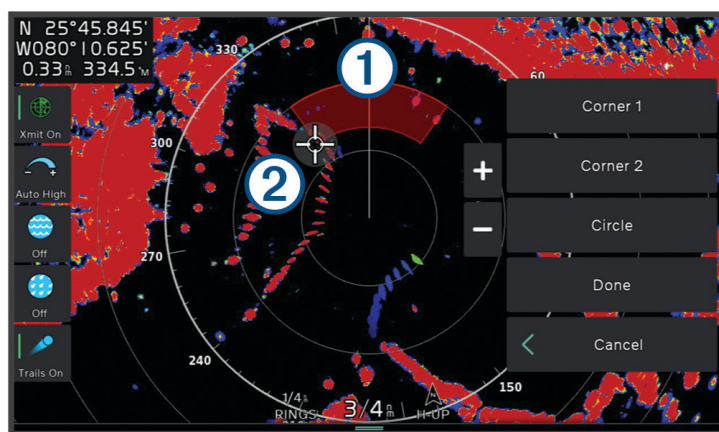 N 25°45.845'
W080°10.625'
0.33 334.5°M
Xmit On
Auto High
Off
Off
Trails On
330
300
270
240
60
150
1
2
+
−
Corner 1
Corner 2
Circle
Done
Cancel
1/4
RINGS
3/4
N
H-UP